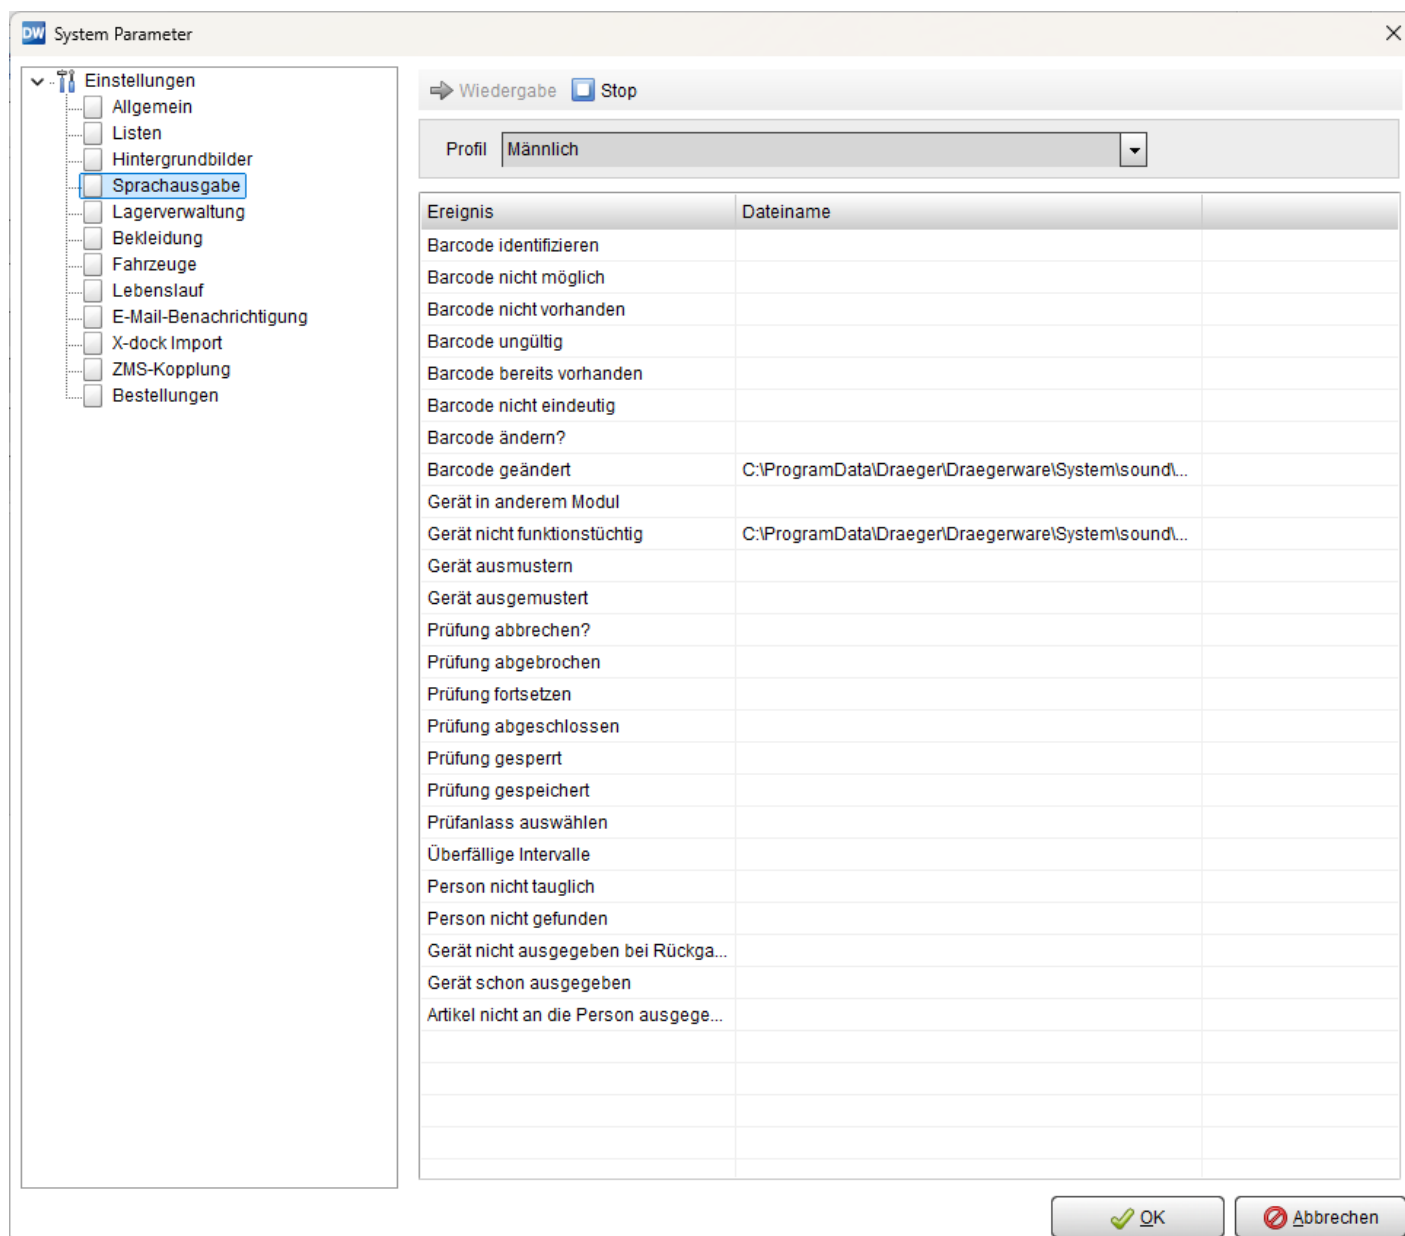 DW System Parameter
Einstellungen
Allgemein
Listen
Hintergrundbilder
Sprachausgabe
Lagerverwaltung
Bekleidung
Fahrzeuge
Lebenslauf
E-Mail-Benachrichtigung
X-dock Import
ZMS-Kopplung
Bestellungen
Wiedergabe Stop
Profil Männlich
Ereignis Dateiname
Barcode identifizieren
Barcode nicht möglich
Barcode nicht vorhanden
Barcode ungültig
Barcode bereits vorhanden
Barcode nicht eindeutig
Barcode ändern?
Barcode geändert C:\ProgramData\Draeger\Draegerware\System\sound\...
Gerät in anderem Modul
Gerät nicht funktionstüchtig C:\ProgramData\Draeger\Draegerware\System\sound\...
Gerät ausmustern
Gerät ausgemustert
Prüfung abbrechen?
Prüfung abgebrochen
Prüfung fortsetzen
Prüfung abgeschlossen
Prüfung gesperrt
Prüfung gespeichert
Prüfanlass auswählen
Überfällige Intervalle
Person nicht tauglich
Person nicht gefunden
Gerät nicht ausgegeben bei Rückga...
Gerät schon ausgegeben
Artikel nicht an die Person ausgege...
OK Abbrechen